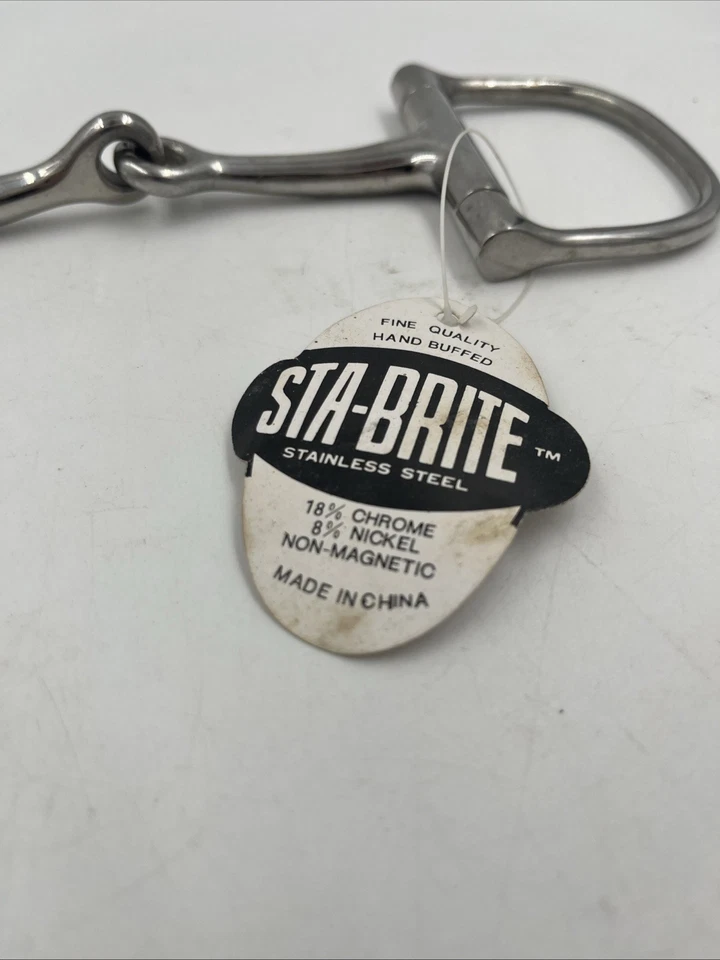 FINE QUALITY
HAND BUFFED
STA-BRITE ™
STAINLESS STEEL
18% CHROME
8% NICKEL
NON-MAGNETIC
MADE IN CHINA